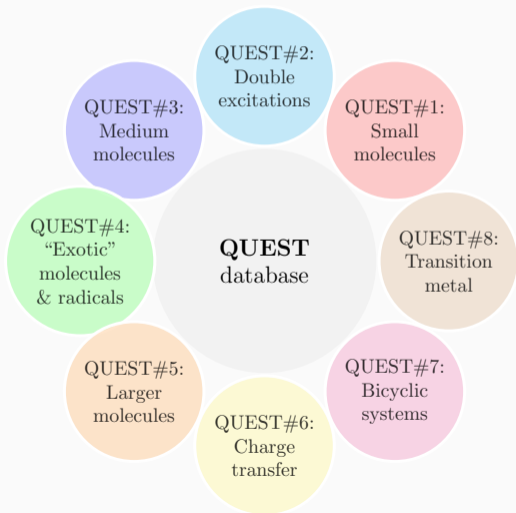 QUEST#2:
Double
excitations
QUEST#3:
Medium
molecules
QUEST#1:
Small
molecules
QUEST#4:
“Exotic”
molecules
& radicals
QUEST
database
QUEST#8:
Transition
metal
QUEST#5:
Larger
molecules
QUEST#7:
Bicyclic
systems
QUEST#6:
Charge
transfer